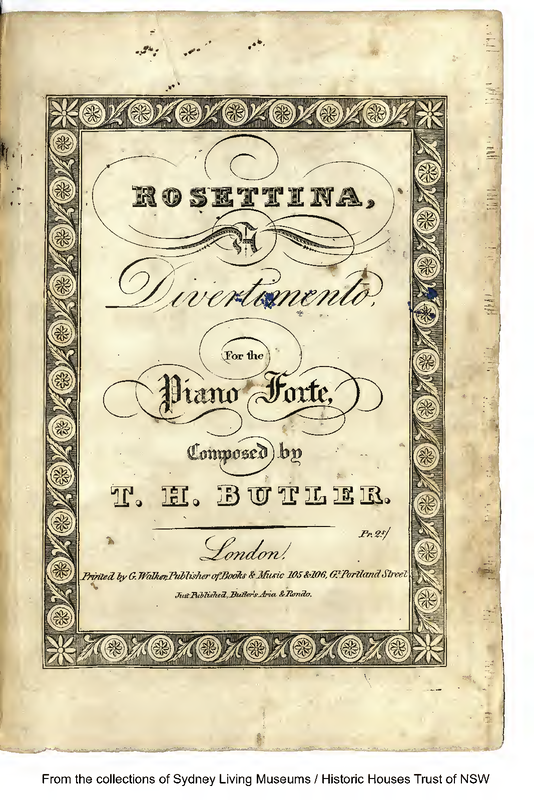 ROSETTINA,
A
Divertimento,
For the
Piano Forte,
Composed by
T. H. BUTLER.
Pr. 2s/
London!
Printed by G. Walker, Publisher of Books & Music 105 & 106, Gt. Portland Street
Just Published, Butler's Aria & Rondo.
From the collections of Sydney Living Museums / Historic Houses Trust of NSW